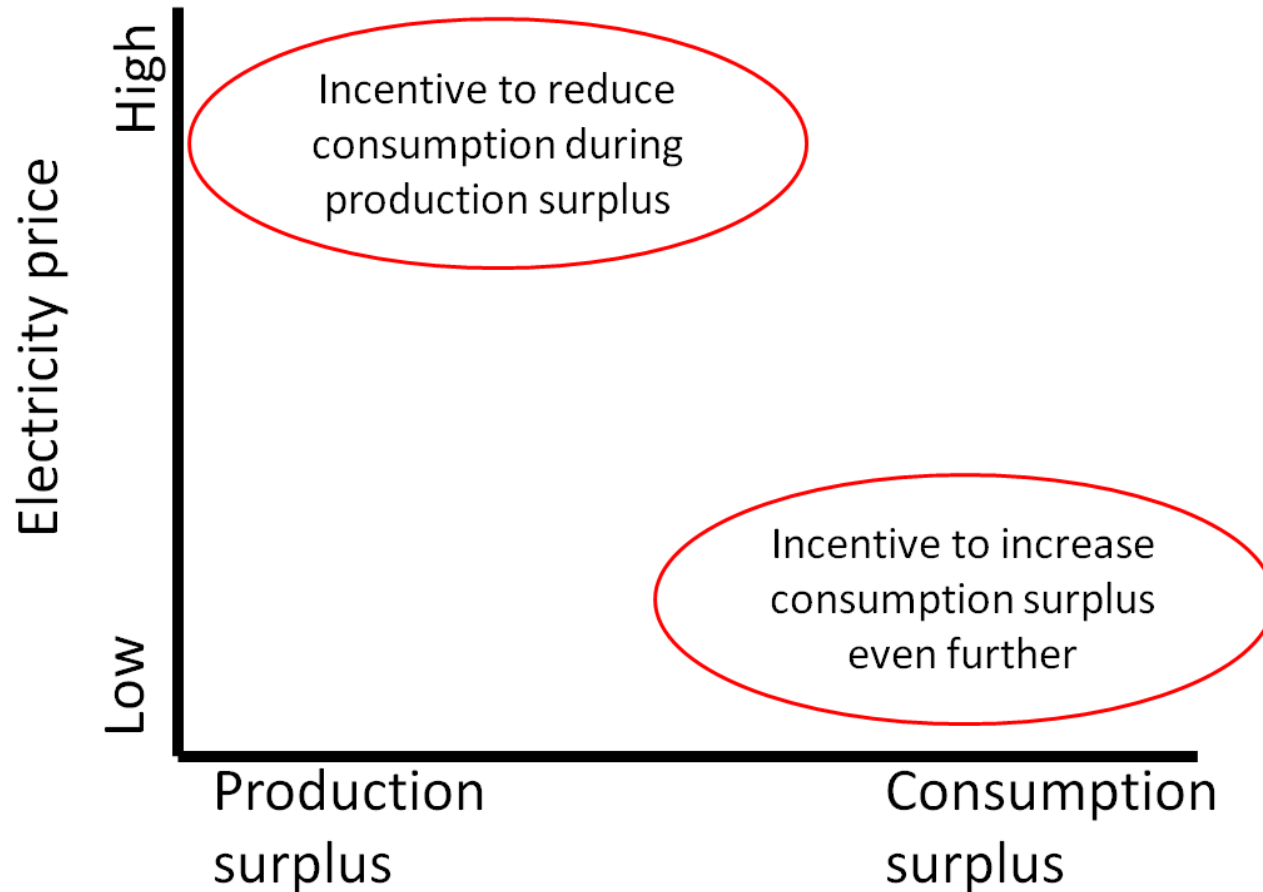 High
Electricity price
Low
Incentive to reduce
consumption during
production surplus
Incentive to increase
consumption surplus
even further
Production
surplus
Consumption
surplus